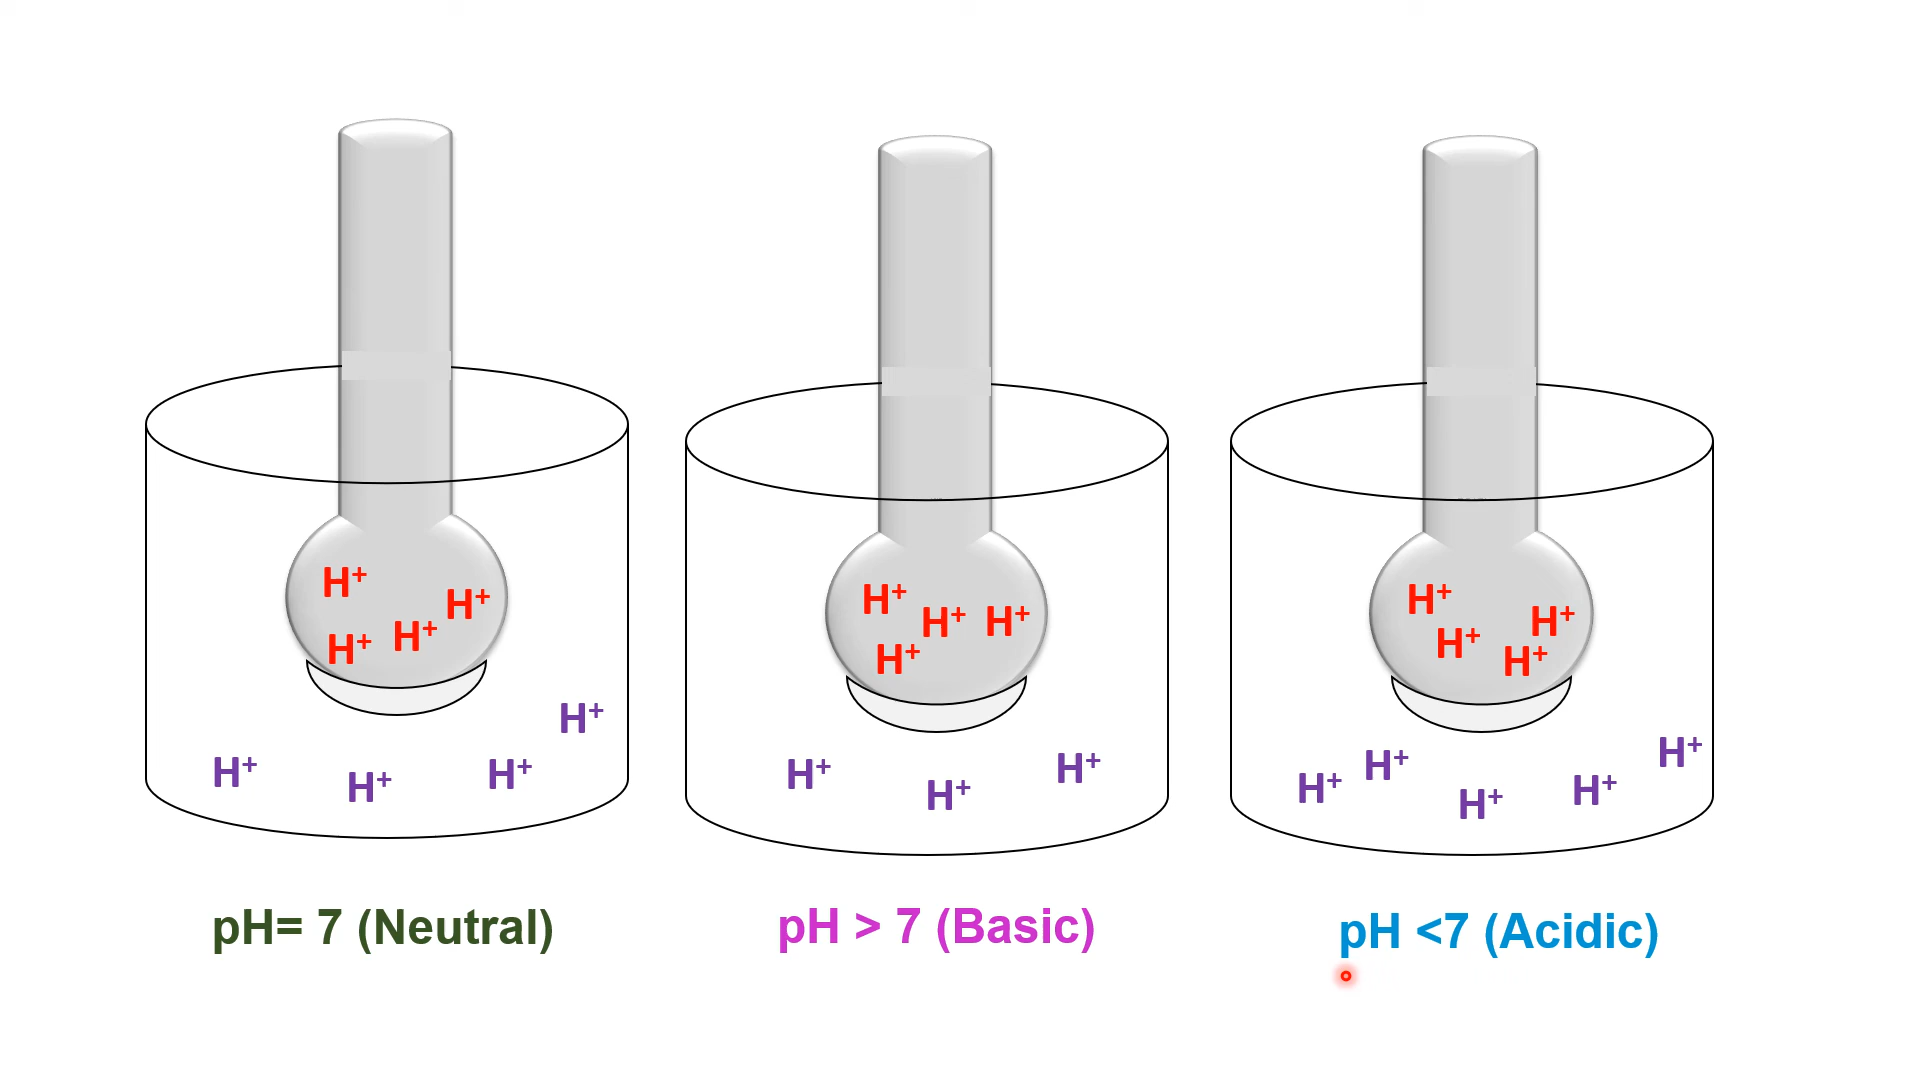 H⁺ H⁺ H⁺ H⁺
H⁺ H⁺ H⁺ H⁺
pH= 7 (Neutral)
H⁺ H⁺ H⁺ H⁺
H⁺ H⁺ H⁺
pH > 7 (Basic)
H⁺ H⁺ H⁺ H⁺
H⁺ H⁺ H⁺ H⁺ H⁺
pH <7 (Acidic)